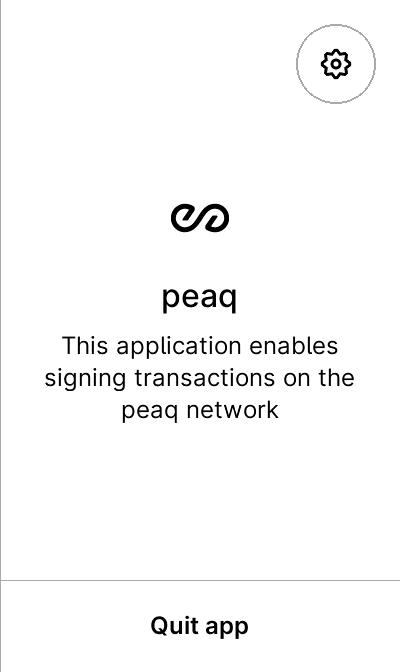 peaq
This application enables
signing transactions on the
peaq network
Quit app